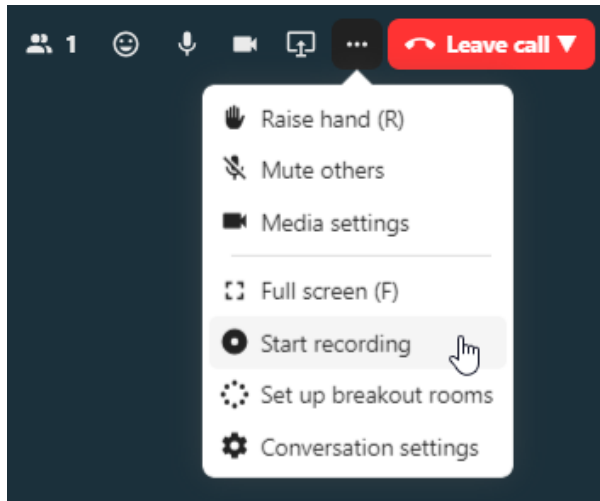 1
Leave call
Raise hand (R)
Mute others
Media settings
Full screen (F)
Start recording
Set up breakout rooms
Conversation settings